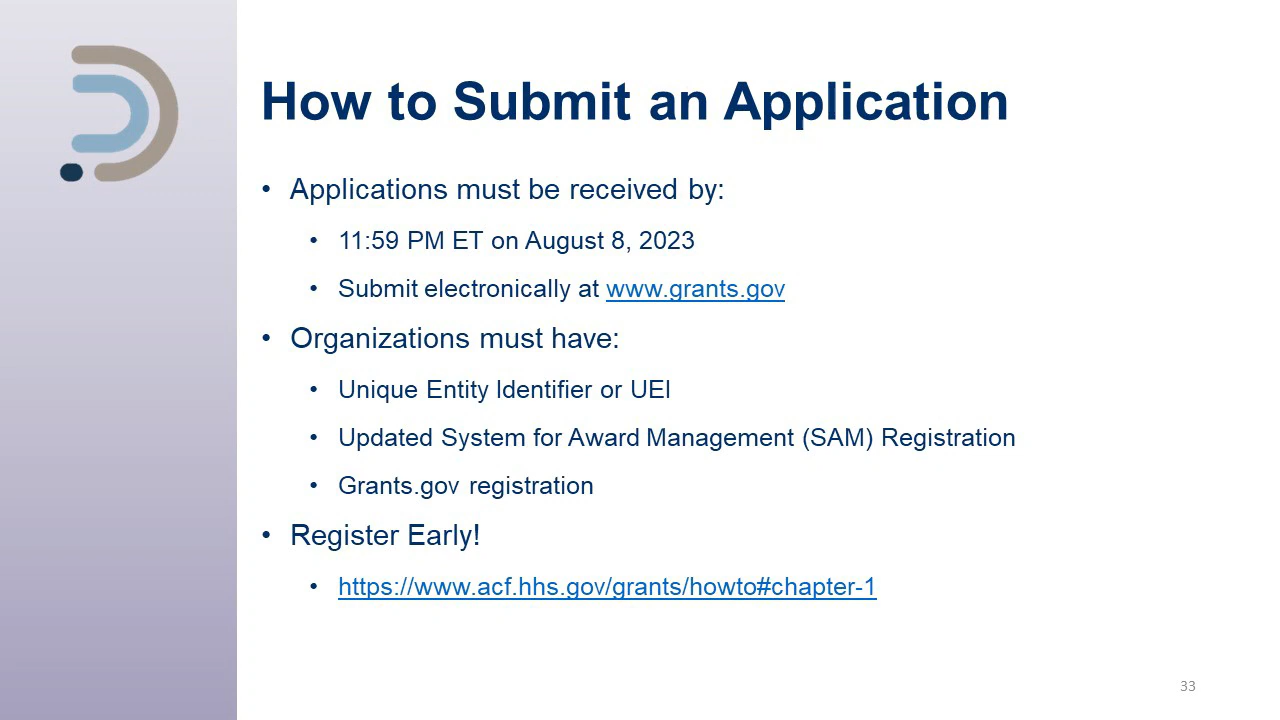 How to Submit an Application
• Applications must be received by:
• 11:59 PM ET on August 8, 2023
• Submit electronically at www.grants.gov
• Organizations must have:
• Unique Entity Identifier or UEI
• Updated System for Award Management (SAM) Registration
• Grants.gov registration
• Register Early!
• https://www.acf.hhs.gov/grants/howto#chapter-1
33